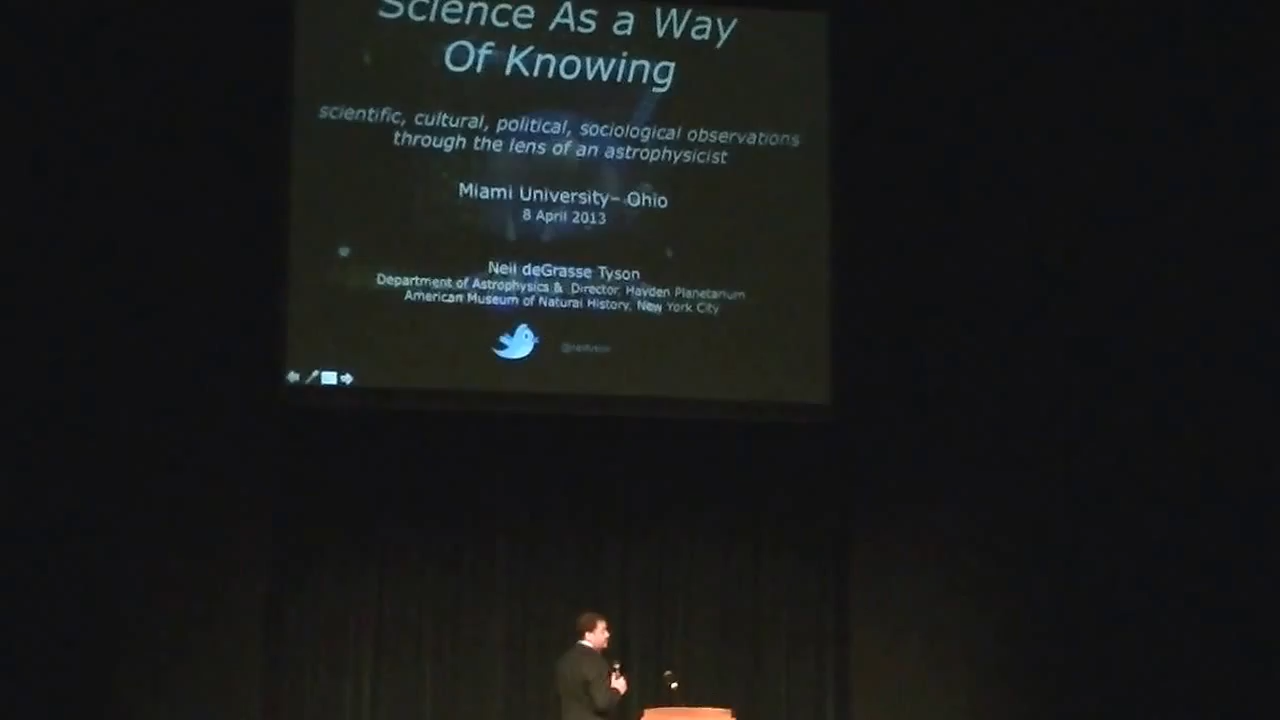 Science As a Way
Of Knowing
scientific, cultural, political, sociological observations
through the lens of an astrophysicist
Miami University– Ohio
8 April 2013
Neil deGrasse Tyson
Department of Astrophysics & Director, Hayden Planetarium
American Museum of Natural History, New York City